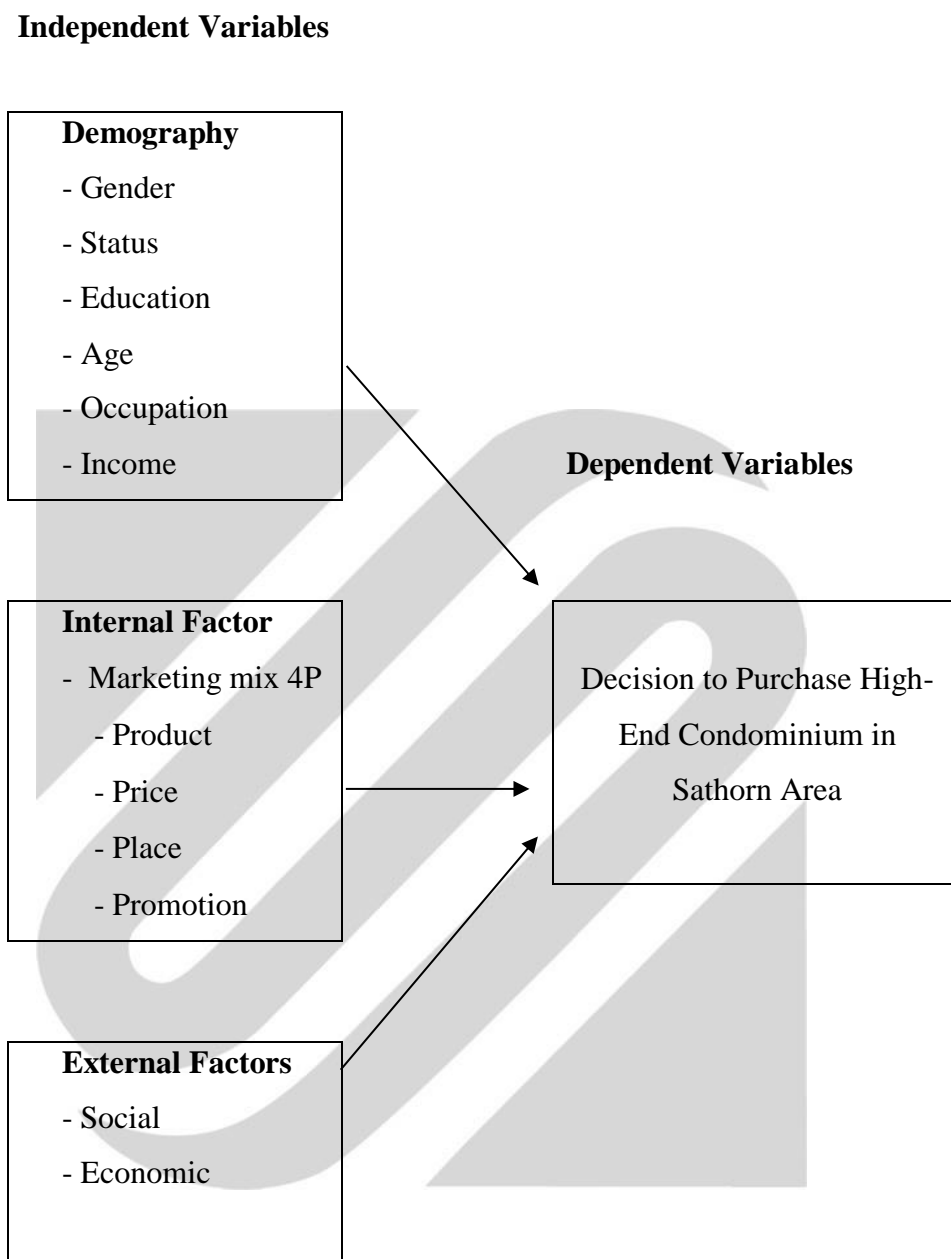 Independent Variables
Demography
- Gender
- Status
- Education
- Age
- Occupation
- Income
Dependent Variables
Internal Factor
- Marketing mix 4P
- Product
- Price
- Place
- Promotion
Decision to Purchase High-
End Condominium in
Sathorn Area
External Factors
- Social
- Economic